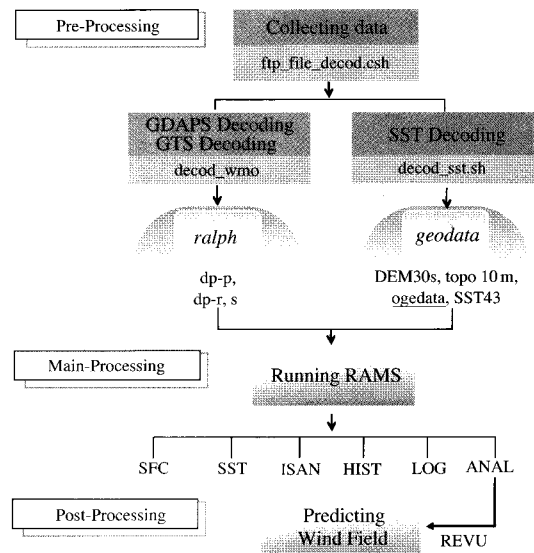 Pre-Processing
Collecting data
ftp_file_decod.csh
GDAPS Decoding
GTS Decoding
decod_wmo
SST Decoding
decod_sst.sh
ralph
geodata
dp-p,
dp-r, s
DEM30s, topo 10 m,
ogedata, SST43
Main-Processing
Running RAMS
SFC
SST
ISAN
HIST
LOG
ANAL
Post-Processing
Predicting
Wind Field
REVU